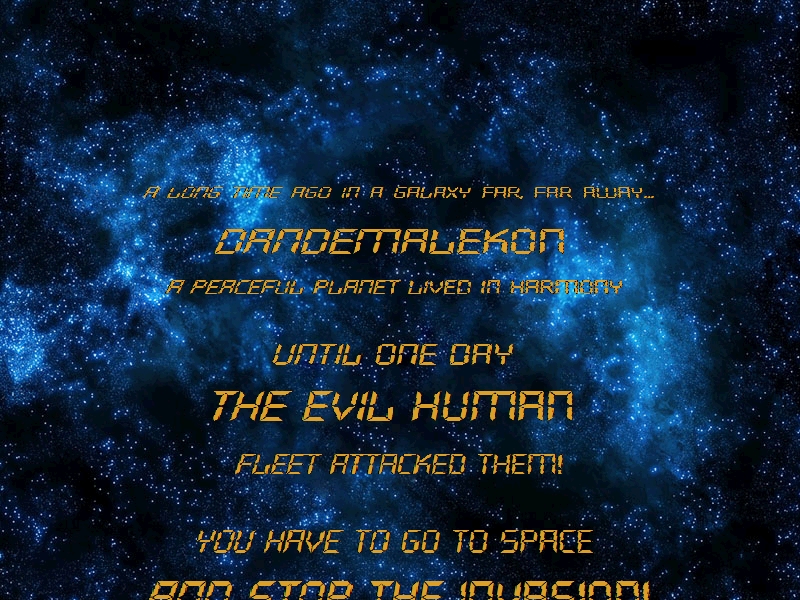 A LONG TIME AGO IN A GALAXY FAR, FAR AWAY...
DANDEMALEKON
A PEACEFUL PLANET LIVED IN HARMONY
UNTIL ONE DAY
THE EVIL HUMAN
FLEET ATTACKED THEM!
YOU HAVE TO GO TO SPACE
AND STOP THE INVASION!